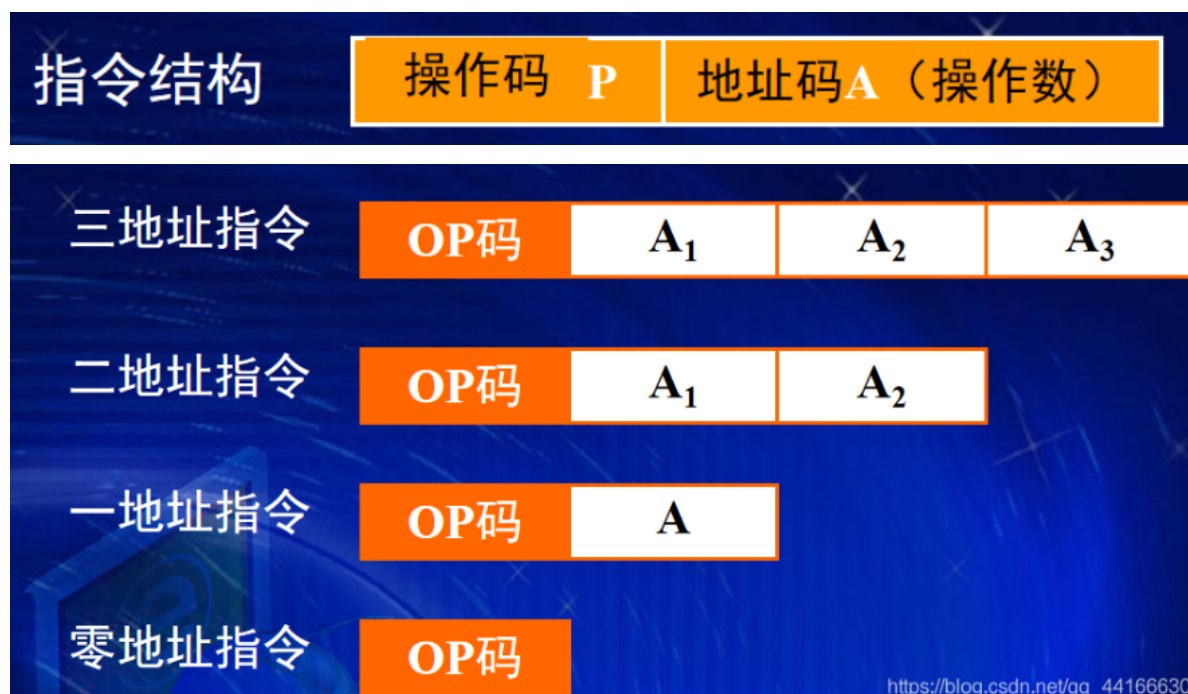 指令结构 操作码 P 地址码A（操作数）
三地址指令 OP码 A₁ A₂ A₃
二地址指令 OP码 A₁ A₂
一地址指令 OP码 A
零地址指令 OP码
https://blog.csdn.net/qq_44166630